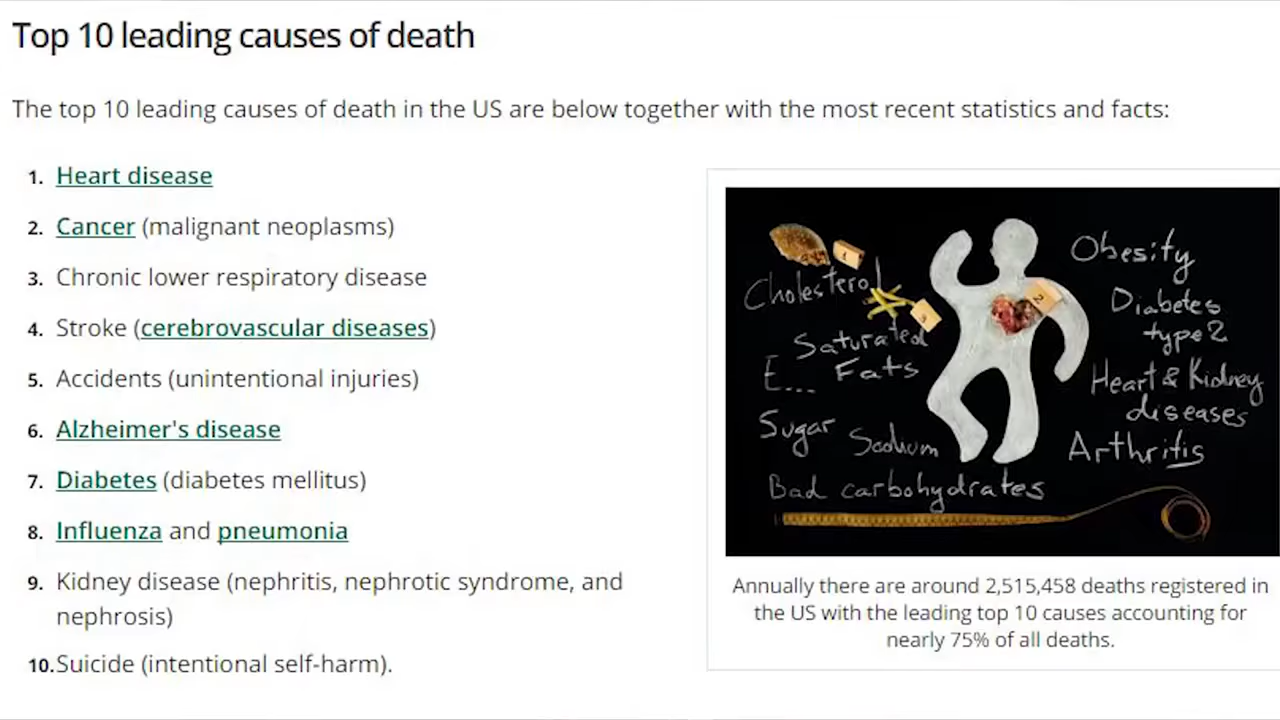 Top 10 leading causes of death
The top 10 leading causes of death in the US are below together with the most recent statistics and facts:
1. Heart disease
2. Cancer (malignant neoplasms)
3. Chronic lower respiratory disease
4. Stroke (cerebrovascular diseases)
5. Accidents (unintentional injuries)
6. Alzheimer's disease
7. Diabetes (diabetes mellitus)
8. Influenza and pneumonia
9. Kidney disease (nephritis, nephrotic syndrome, and
nephrosis)
10. Suicide (intentional self-harm).
1
Cholesterol
3
Saturated
E... Fats
Sugar
Sodium
Bad carbohydrates
2
Obesity
Diabetes
type 2
Heart & Kidney
diseases
Arthritis
Annually there are around 2,515,458 deaths registered in
the US with the leading top 10 causes accounting for
nearly 75% of all deaths.